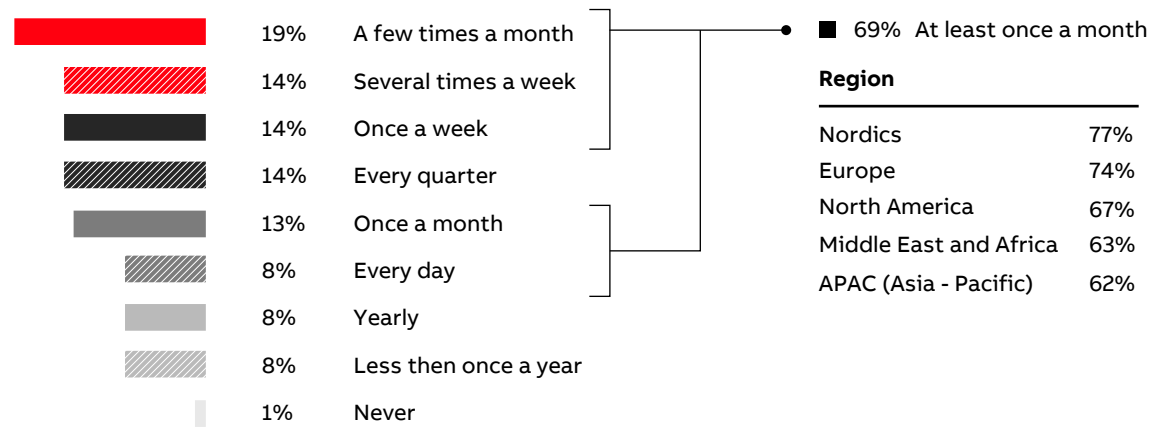 19% A few times a month
14% Several times a week
14% Once a week
14% Every quarter
13% Once a month
8% Every day
8% Yearly
8% Less then once a year
1% Never
69% At least once a month
Region
Nordics 77%
Europe 74%
North America 67%
Middle East and Africa 63%
APAC (Asia - Pacific) 62%